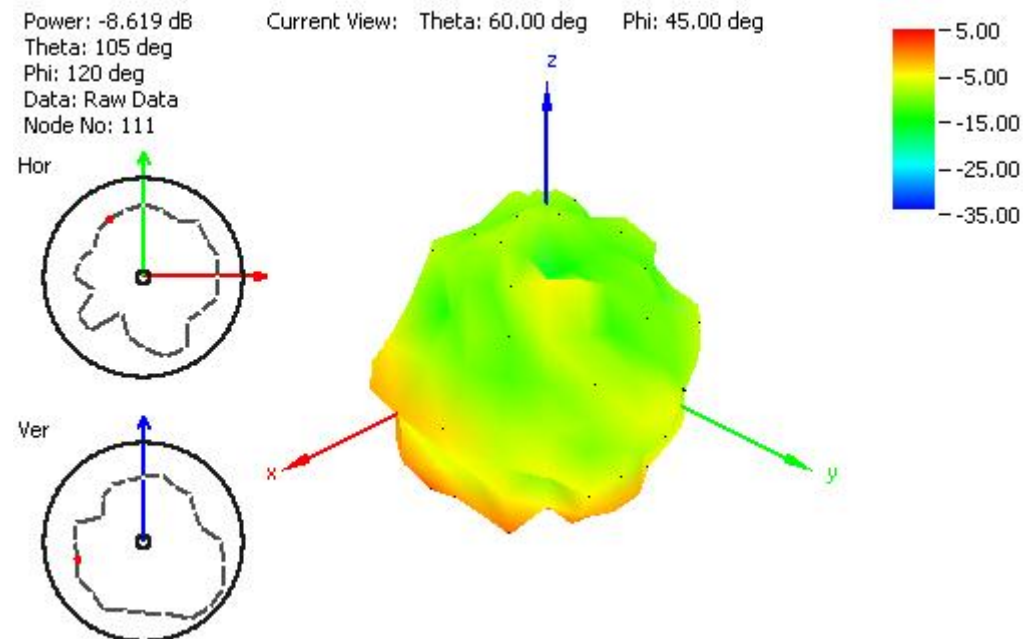 Power: -8.619 dB
Current View: Theta: 60.00 deg Phi: 45.00 deg
Theta: 105 deg
Phi: 120 deg
Data: Raw Data
Node No: 111
Hor
Ver
z
x
y
5.00
-5.00
-15.00
-25.00
-35.00